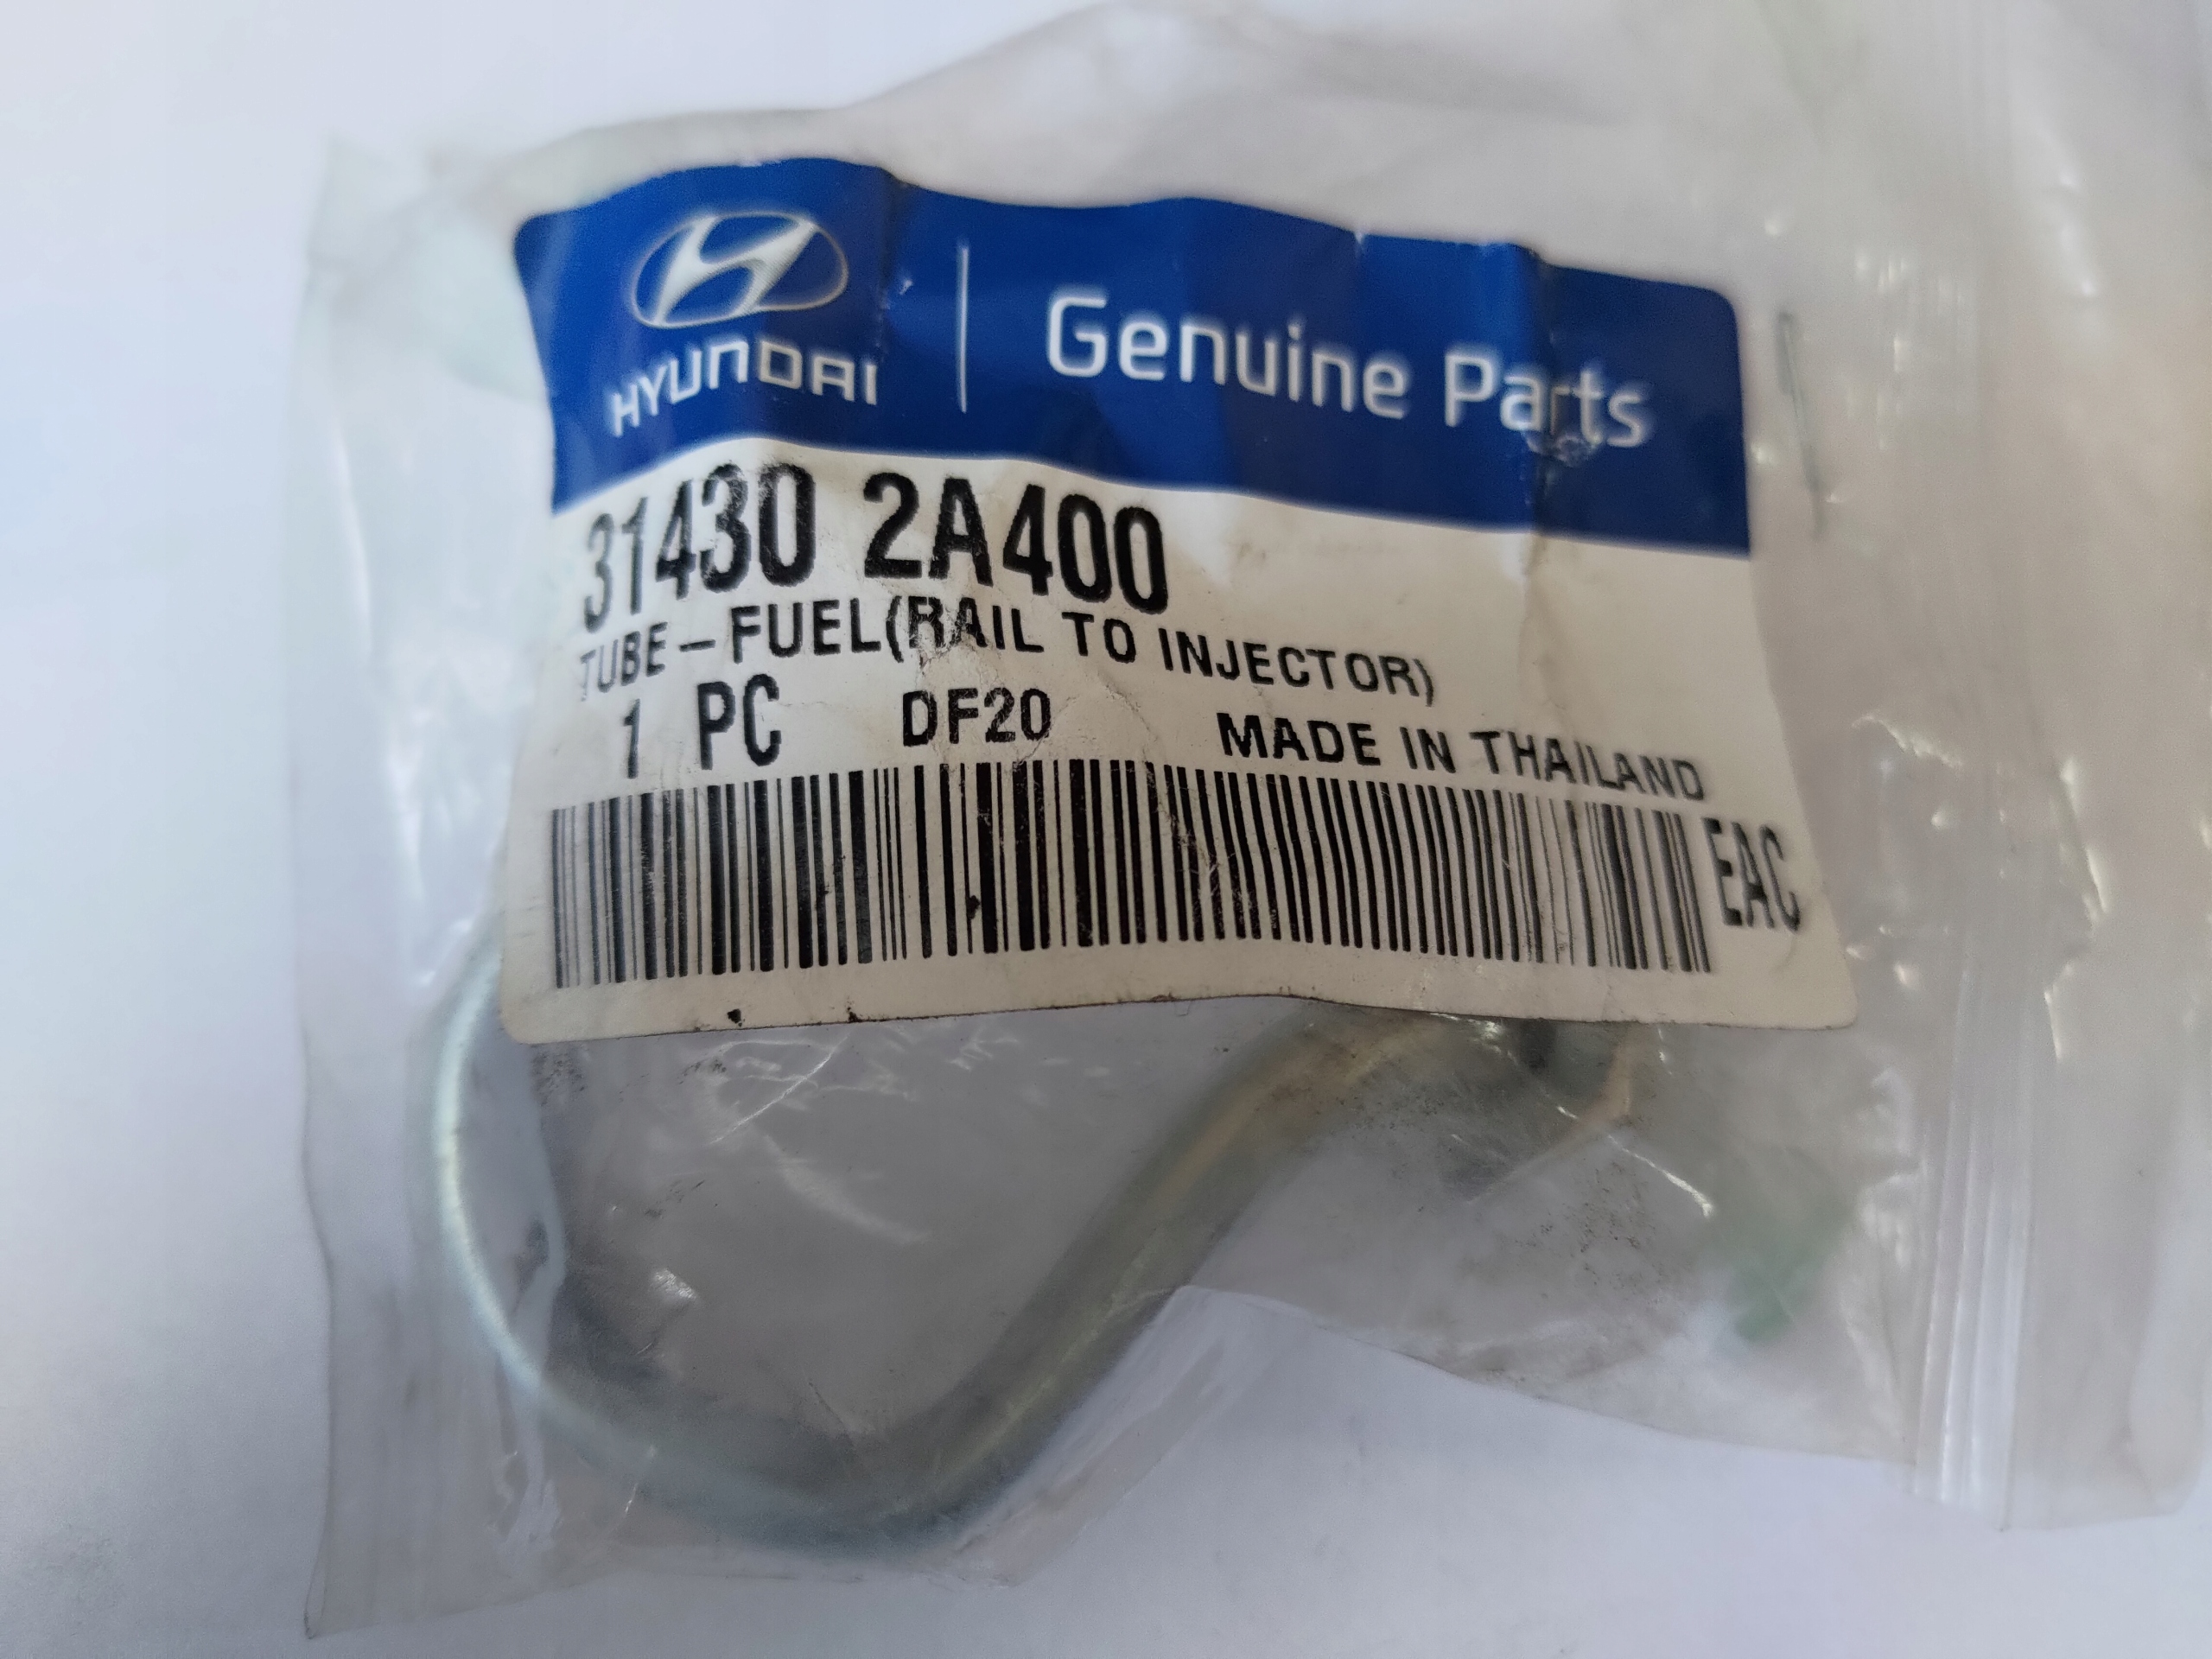 HYUNDAI | Genuine Parts
31430 2A400
TUBE-FUEL(RAIL TO INJECTOR)
1 PC DF20 MADE IN THAILAND
EAC